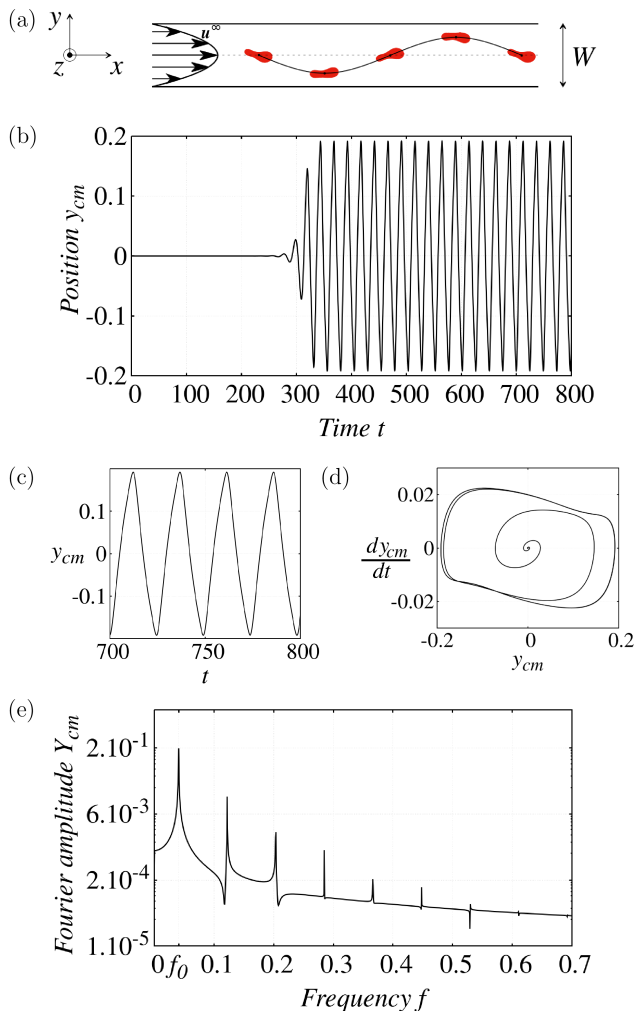 (a)
y
z
x
u∞
W
(b)
Position y_cm
0.2
0.1
0
-0.1
-0.2
0 100 200 300 400 500 600 700 800
Time t
(c)
y_cm
0.1
0
-0.1
700 750 800
t
(d)
dy_cm
dt
0.02
0
-0.02
-0.2 0 0.2
y_cm
(e)
Fourier amplitude Y_cm
2.10⁻¹
6.10⁻³
2.10⁻⁴
1.10⁻⁵
0 f₀ 0.1 0.2 0.3 0.4 0.5 0.6 0.7
Frequency f